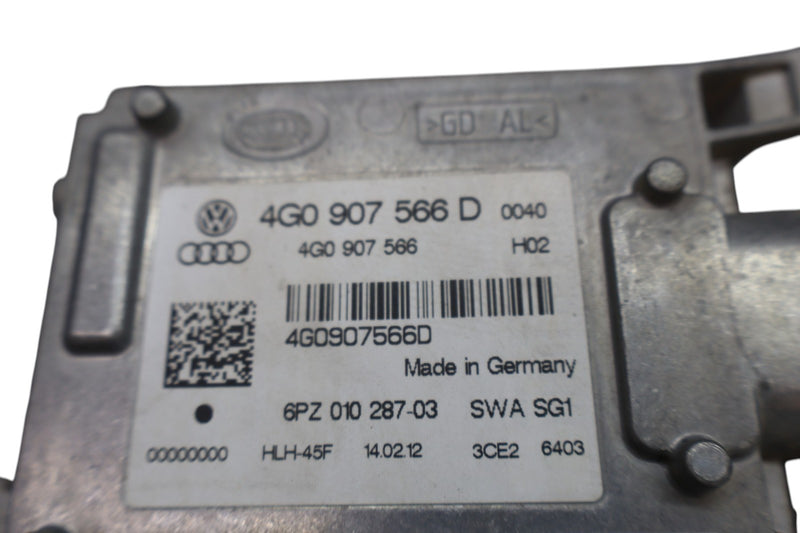 >GD AL<
4G0 907 566 D 0040
4G0 907 566 H02
4G0907566D
Made in Germany
6PZ 010 287-03 SWA SG1
00000000 HLH-45F 14.02.12 3CE2 6403